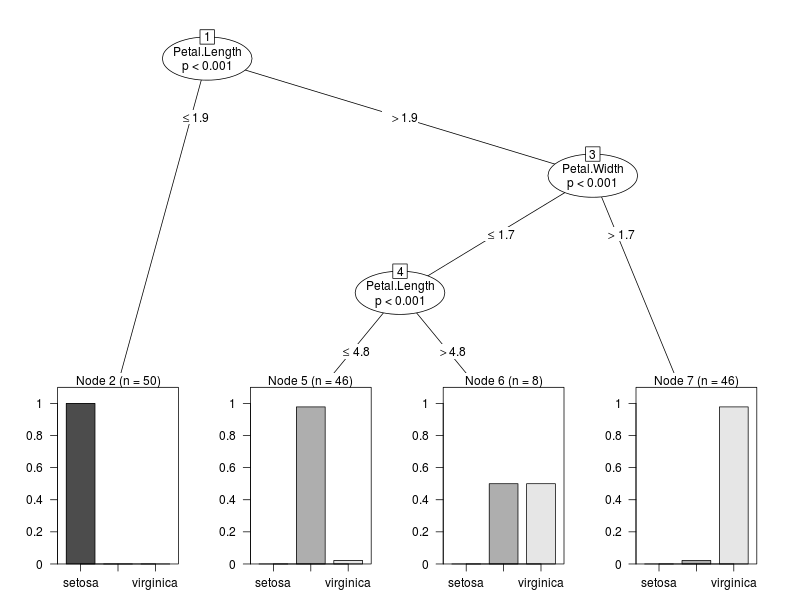 1
Petal.Length
p < 0.001
≤ 1.9
> 1.9
3
Petal.Width
p < 0.001
≤ 1.7
> 1.7
4
Petal.Length
p < 0.001
≤ 4.8
> 4.8
Node 2 (n = 50)
1
0.8
0.6
0.4
0.2
0
setosa
virginica
Node 5 (n = 46)
1
0.8
0.6
0.4
0.2
0
setosa
virginica
Node 6 (n = 8)
1
0.8
0.6
0.4
0.2
0
setosa
virginica
Node 7 (n = 46)
1
0.8
0.6
0.4
0.2
0
setosa
virginica